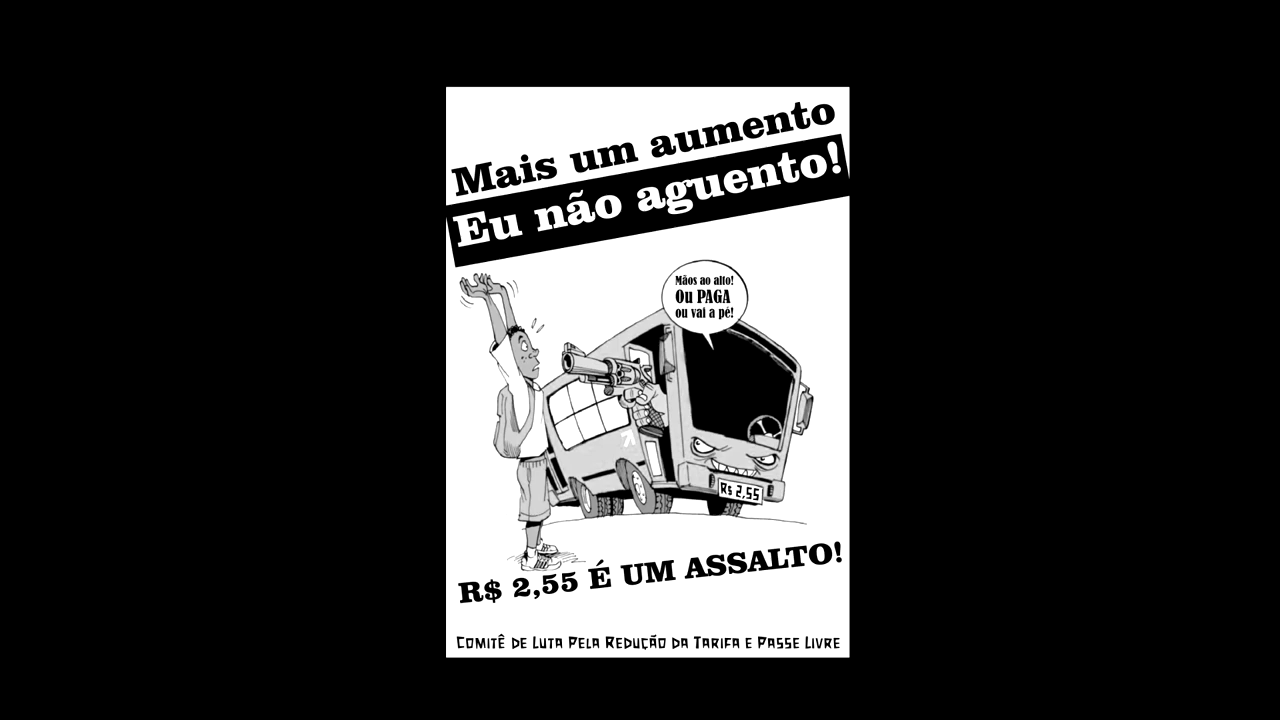 Mais um aumento
Eu não aguento!
Mãos ao alto!
Ou PAGA
ou vai a pé!
R$ 2,55
R$ 2,55 É UM ASSALTO!
Comitê de Luta Pela Redução da Tarifa e Passe Livre